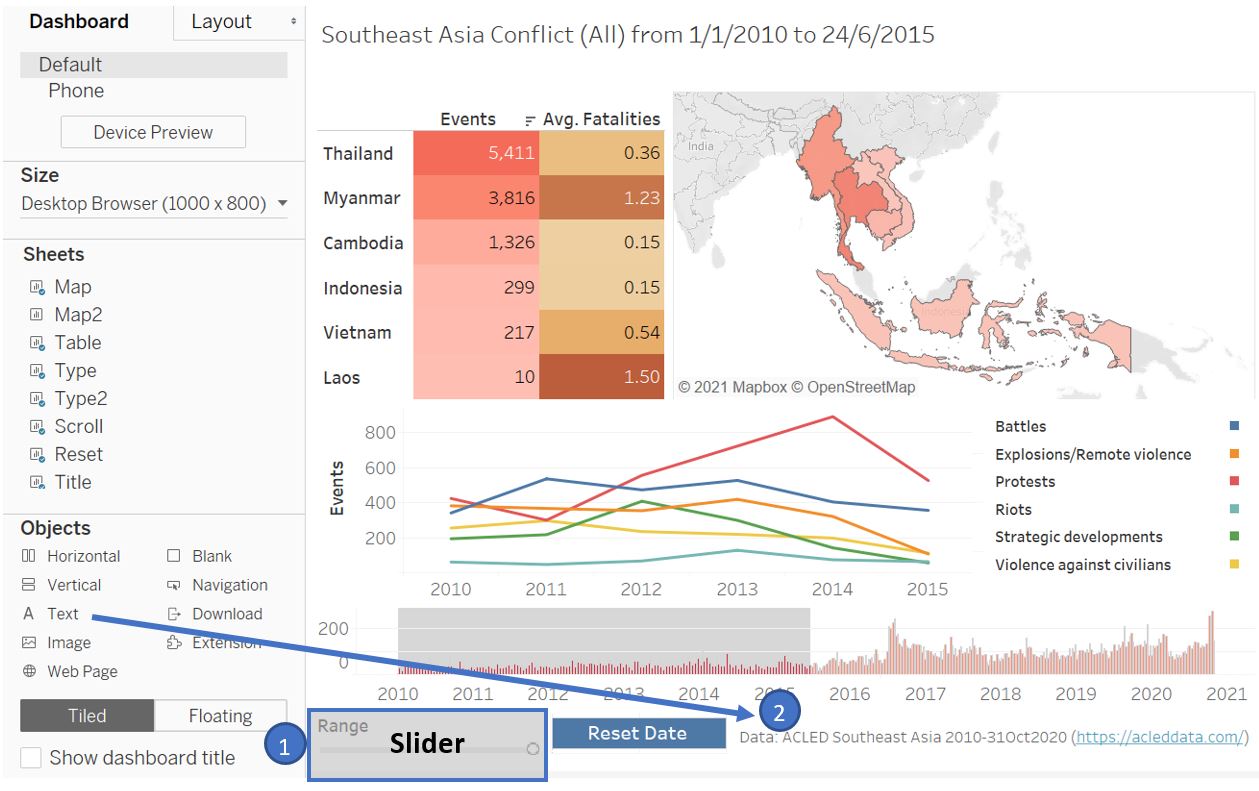 Dashboard
Layout
Default
Phone
Device Preview
Size
Desktop Browser (1000 x 800)
Sheets
Map
Map2
Table
Type
Type2
Scroll
Reset
Title
Objects
Horizontal Blank
Vertical Navigation
A Text Download
Image Extension
Web Page
Tiled Floating
Show dashboard title
Southeast Asia Conflict (All) from 1/1/2010 to 24/6/2015
Events Avg. Fatalities
Thailand 5,411 0.36
Myanmar 3,816 1.23
Cambodia 1,326 0.15
Indonesia 299 0.15
Vietnam 217 0.54
Laos 10 1.50
India
Indonesia
© 2021 Mapbox © OpenStreetMap
Events
800
600
400
200
2010 2011 2012 2013 2014 2015
Battles
Explosions/Remote violence
Protests
Riots
Strategic developments
Violence against civilians
200
0
2010 2011 2012 2013 2014 2015 2016 2017 2018 2019 2020 2021
1
Range
Slider
Reset Date
2
Data: ACLED Southeast Asia 2010-31Oct2020 (https://acleddata.com/)